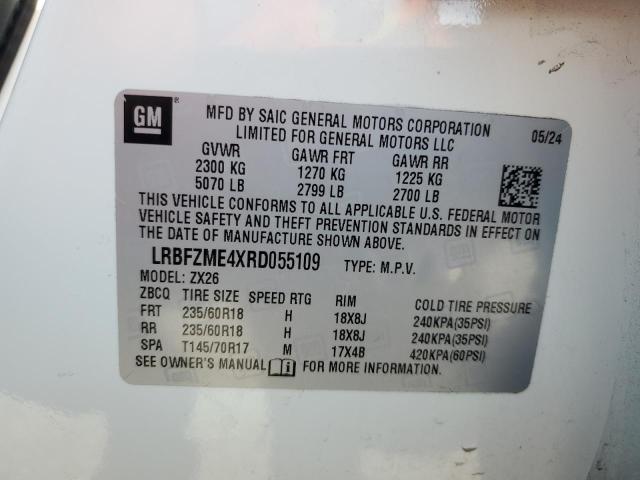 GM ®
MFD BY SAIC GENERAL MOTORS CORPORATION
LIMITED FOR GENERAL MOTORS LLC 05/24
GVWR GAWR FRT GAWR RR
2300 KG 1270 KG 1225 KG
5070 LB 2799 LB 2700 LB
THIS VEHICLE CONFORMS TO ALL APPLICABLE U.S. FEDERAL MOTOR
VEHICLE SAFETY AND THEFT PREVENTION STANDARDS IN EFFECT ON
THE DATE OF MANUFACTURE SHOWN ABOVE.
LRBFZME4XRD055109 TYPE: M.P.V.
MODEL: ZX26
ZBCQ TIRE SIZE SPEED RTG RIM COLD TIRE PRESSURE
FRT 235/60R18 H 18X8J 240KPA(35PSI)
RR 235/60R18 H 18X8J 240KPA(35PSI)
SPA T145/70R17 M 17X4B 420KPA(60PSI)
SEE OWNER'S MANUAL FOR MORE INFORMATION